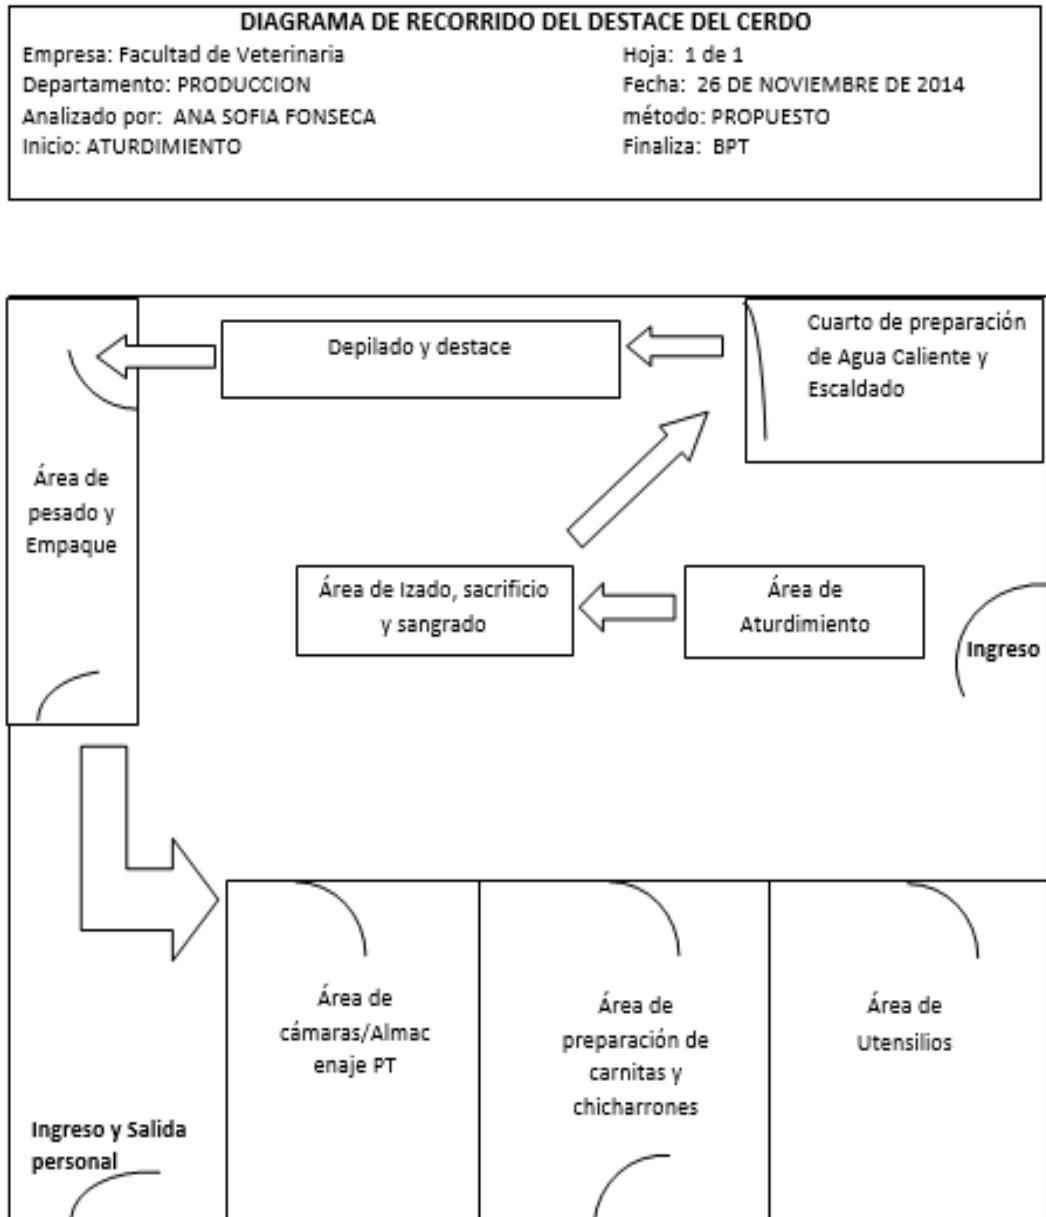 DIAGRAMA DE RECORRIDO DEL DESTACE DEL CERDO
Empresa: Facultad de Veterinaria
Hoja: 1 de 1
Departamento: PRODUCCION
Fecha: 26 DE NOVIEMBRE DE 2014
Analizado por: ANA SOFIA FONSECA
método: PROPUESTO
Inicio: ATURDIMIENTO
Finaliza: BPT
Depilado y destace
Cuarto de preparación
de Agua Caliente y
Escaldado
Área de
pesado y
Empaque
Área de Izado, sacrificio
y sangrado
Área de
Aturdimiento
Ingreso
Área de
cámaras/Almac
enaje PT
Área de
preparación de
carnitas y
chicharrones
Área de
Utensilios
Ingreso y Salida
personal